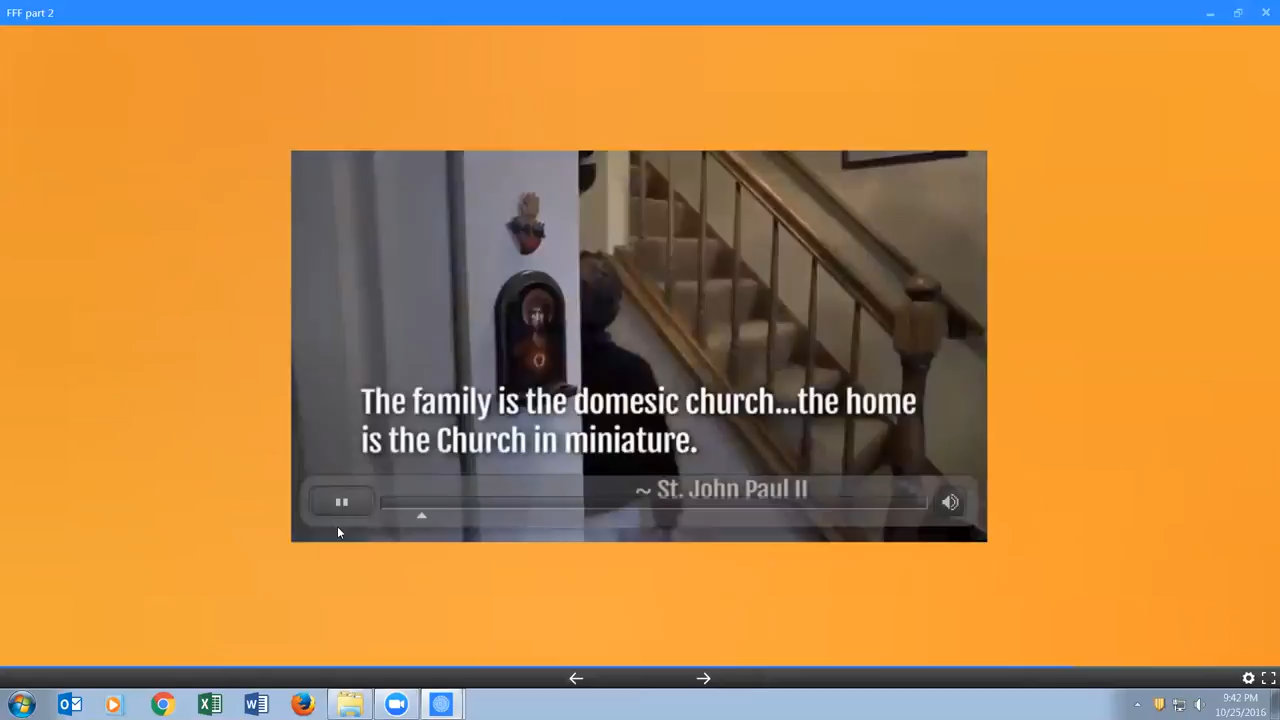 FFF part 2
The family is the domesic church...the home
is the Church in miniature.
~ St. John Paul II
9:42 PM
10/25/2016